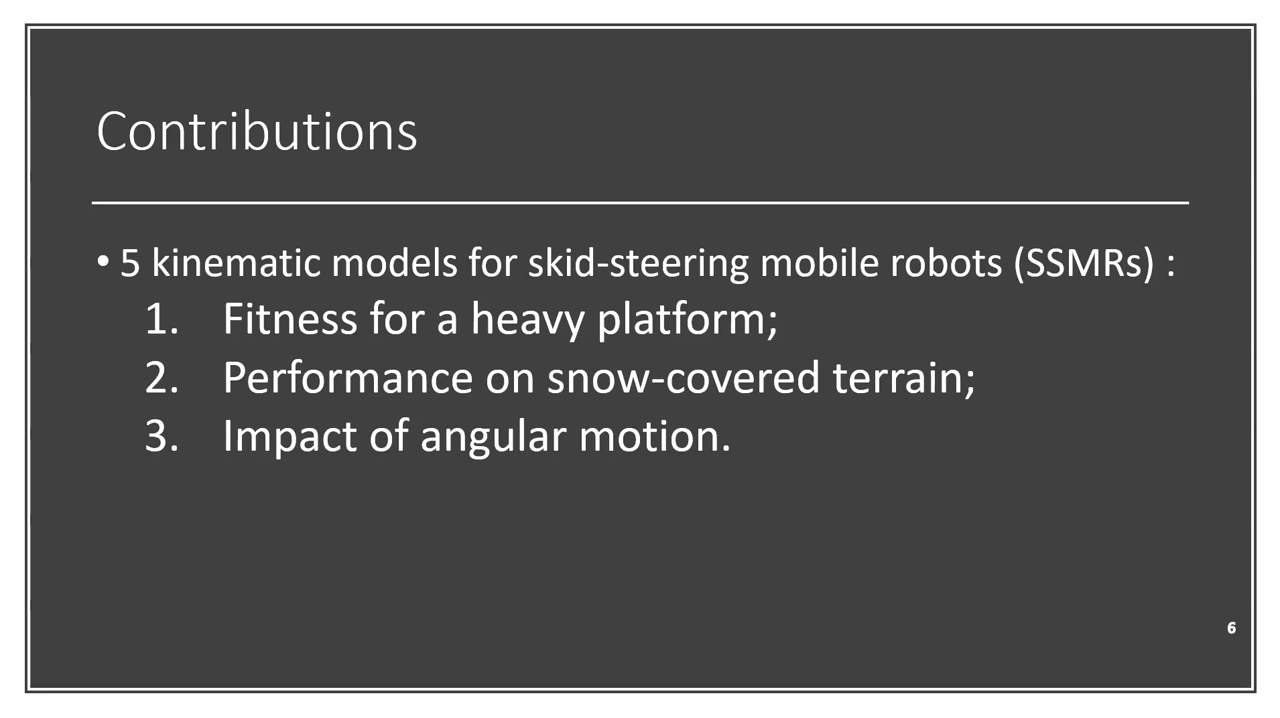 Contributions
• 5 kinematic models for skid-steering mobile robots (SSMRs) :
1. Fitness for a heavy platform;
2. Performance on snow-covered terrain;
3. Impact of angular motion.
6